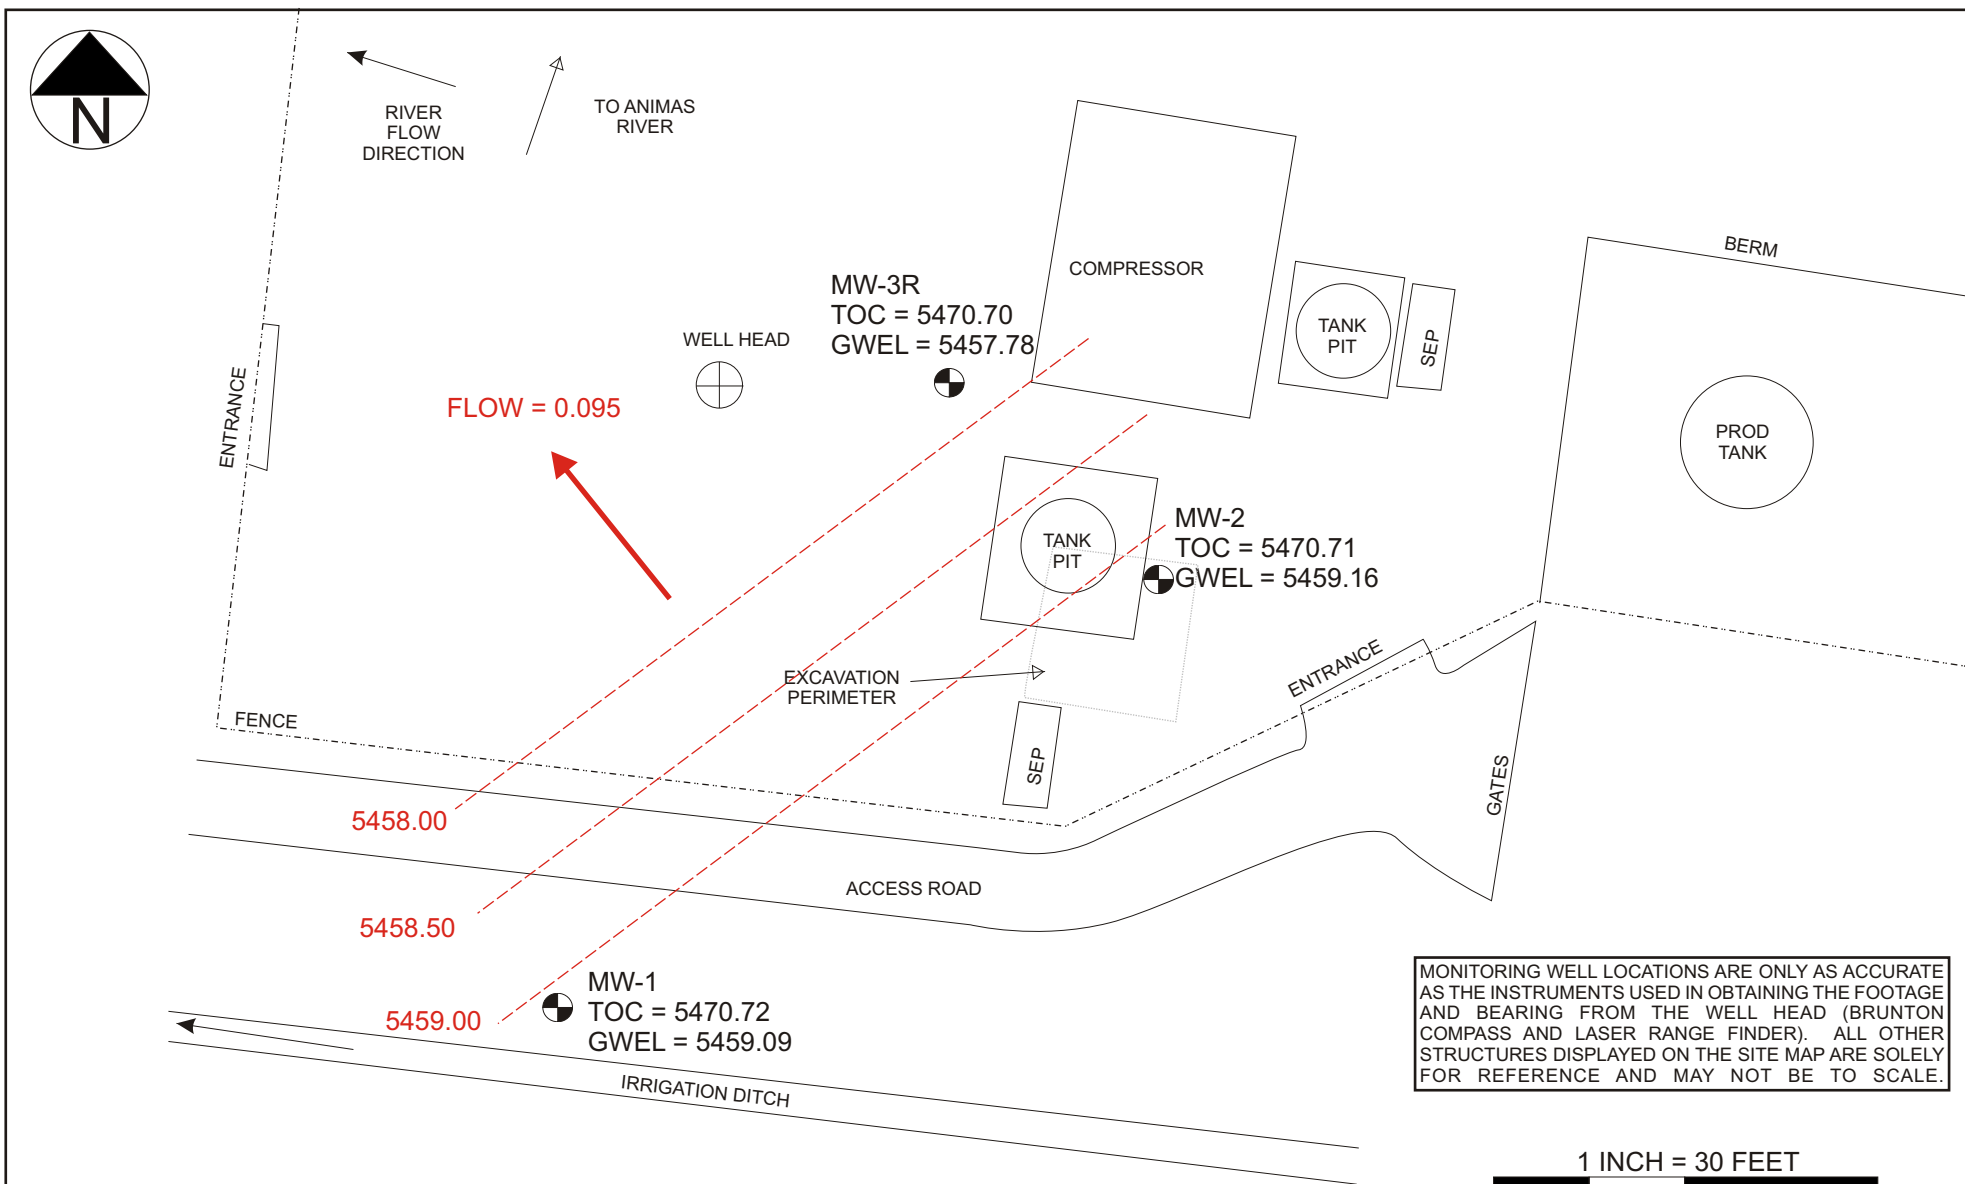 N
RIVER
FLOW
DIRECTION
TO ANIMAS
RIVER
BERM
COMPRESSOR
MW-3R
TOC = 5470.70
GWEL = 5457.78
WELL HEAD
TANK
PIT
SEP
ENTRANCE
FLOW = 0.095
PROD
TANK
MW-2
TOC = 5470.71
GWEL = 5459.16
TANK
PIT
EXCAVATION
PERIMETER
ENTRANCE
FENCE
SEP
GATES
5458.00
ACCESS ROAD
5458.50
MW-1
TOC = 5470.72
GWEL = 5459.09
5459.00
IRRIGATION DITCH
MONITORING WELL LOCATIONS ARE ONLY AS ACCURATE
AS THE INSTRUMENTS USED IN OBTAINING THE FOOTAGE
AND BEARING FROM THE WELL HEAD (BRUNTON
COMPASS AND LASER RANGE FINDER). ALL OTHER
STRUCTURES DISPLAYED ON THE SITE MAP ARE SOLELY
FOR REFERENCE AND MAY NOT BE TO SCALE.
1 INCH = 30 FEET